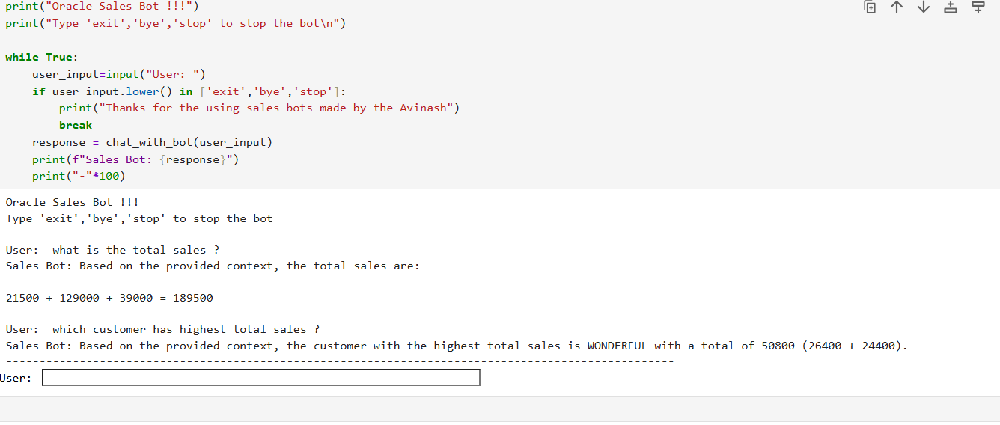 print("Oracle Sales Bot !!!")
print("Type 'exit','bye','stop' to stop the bot\n")
while True:
    user_input=input("User: ")
    if user_input.lower() in ['exit','bye','stop']:
        print("Thanks for the using sales bots made by the Avinash")
        break
    response = chat_with_bot(user_input)
    print(f"Sales Bot: {response}")
    print("-"*100)
Oracle Sales Bot !!!
Type 'exit','bye','stop' to stop the bot
User:  what is the total sales ?
Sales Bot: Based on the provided context, the total sales are:
21500 + 129000 + 39000 = 189500
----------------------------------------------------------------------------------------------------
User:  which customer has highest total sales ?
Sales Bot: Based on the provided context, the customer with the highest total sales is WONDERFUL with a total of 50800 (26400 + 24400).
----------------------------------------------------------------------------------------------------
User: